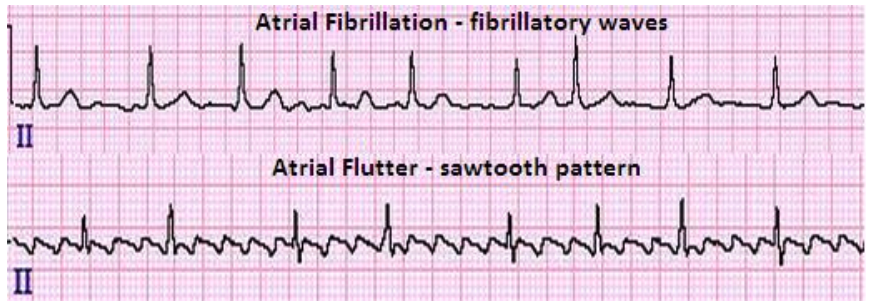 Atrial Fibrillation - fibrillatory waves
II
Atrial Flutter - sawtooth pattern
II